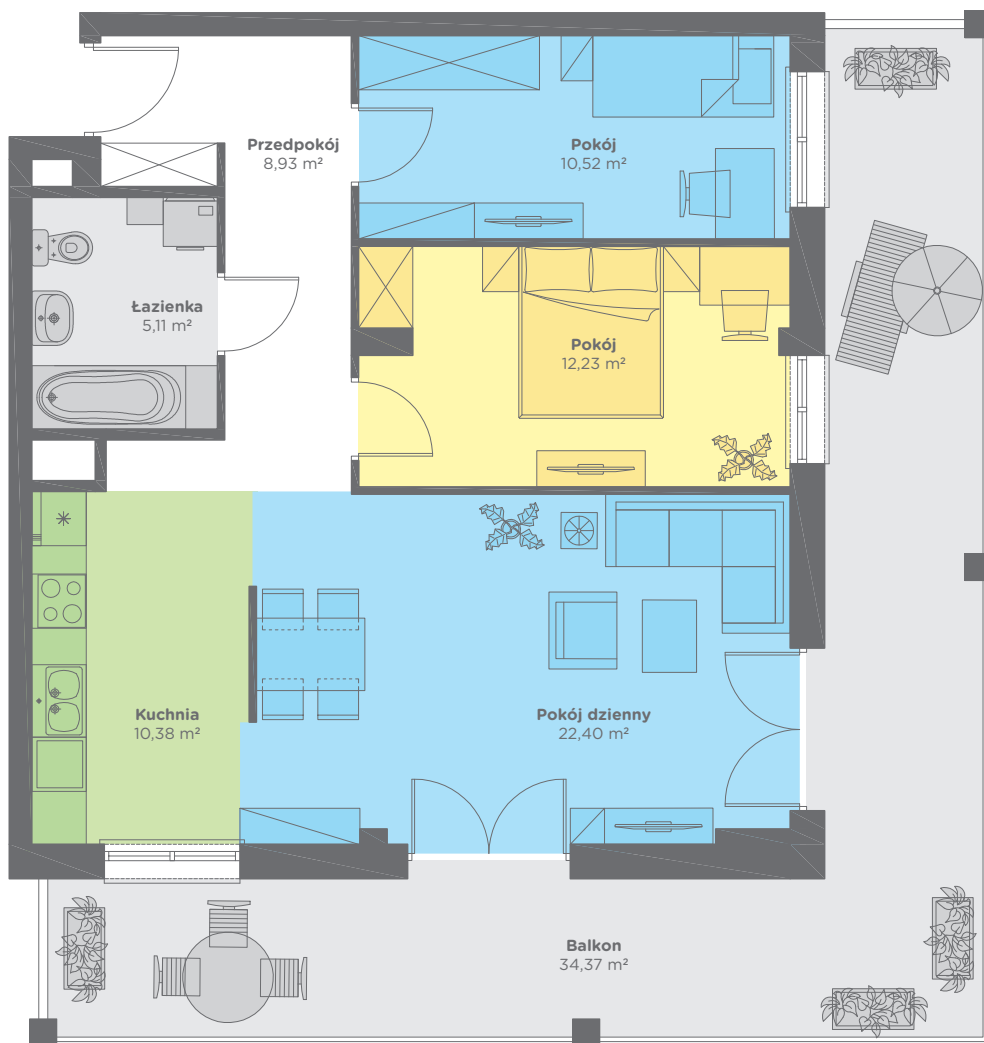 Przedpokój
8,93 m²
Pokój
10,52 m²
Łazienka
5,11 m²
Pokój
12,23 m²
Kuchnia
10,38 m²
Pokój dzienny
22,40 m²
Balkon
34,37 m²